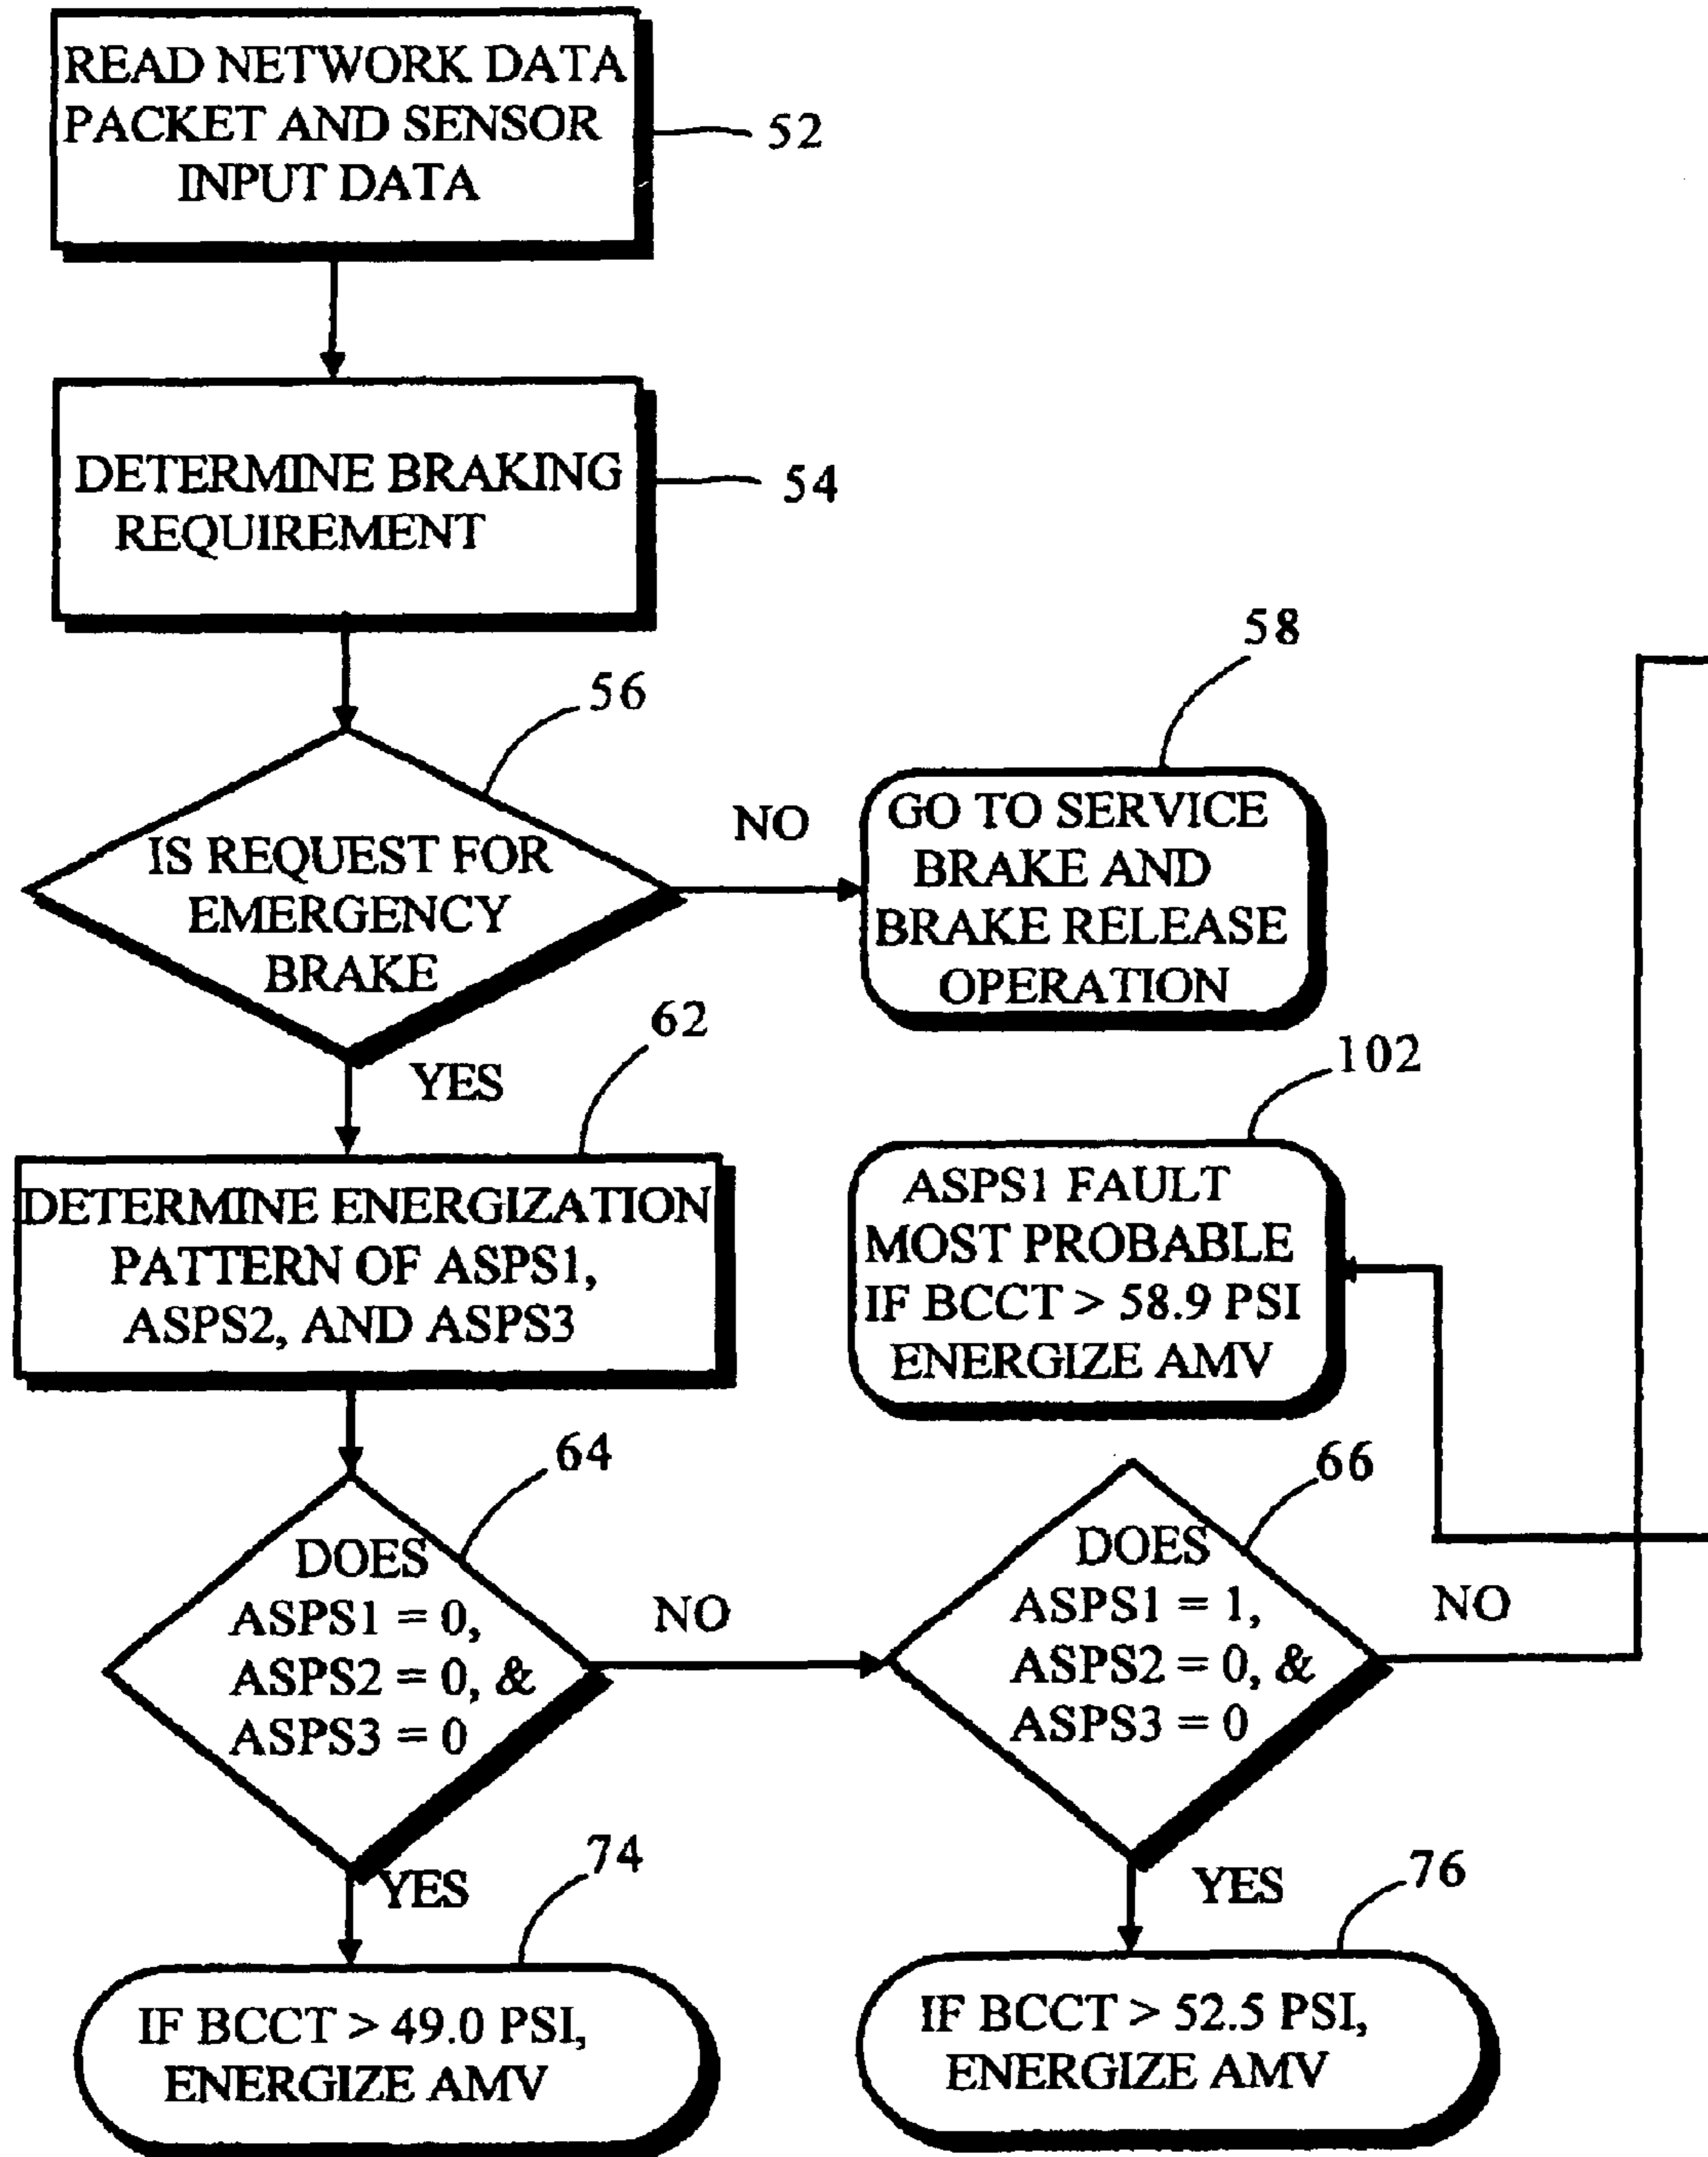 READ NETWORK DATA
PACKET AND SENSOR
INPUT DATA
52
DETERMINE BRAKING
REQUIREMENT
54
56
IS REQUEST FOR
EMERGENCY
BRAKE
NO
YES
58
GO TO SERVICE
BRAKE AND
BRAKE RELEASE
OPERATION
62
DETERMINE ENERGIZATION
PATTERN OF ASPS1,
ASPS2, AND ASPS3
102
ASPS1 FAULT
MOST PROBABLE
IF BCCT > 58.9 PSI
ENERGIZE AMV
64
DOES
ASPS1 = 0,
ASPS2 = 0, &
ASPS3 = 0
NO
YES
66
DOES
ASPS1 = 1,
ASPS2 = 0, &
ASPS3 = 0
NO
YES
74
IF BCCT > 49.0 PSI,
ENERGIZE AMV
76
IF BCCT > 52.5 PSI,
ENERGIZE AMV